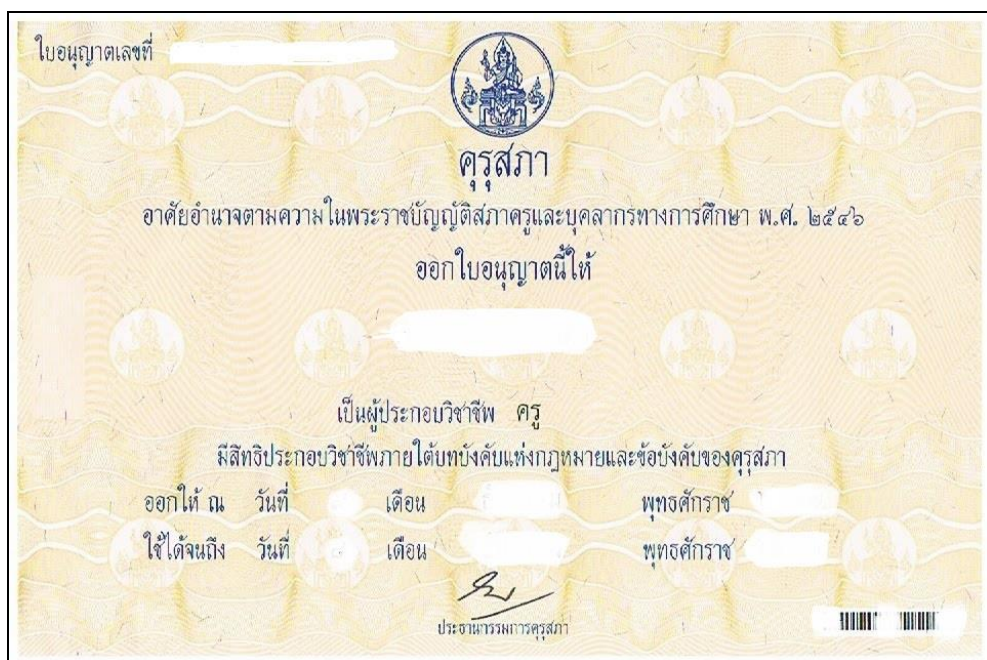 ใบอนุญาตเลขที่
คุรุสภา
อาศัยอำนาจตามความในพระราชบัญญัติสภาครูและบุคลากรทางการศึกษา พ.ศ. ๒๕๔๖
ออกใบอนุญาตนี้ให้
เป็นผู้ประกอบวิชาชีพ ครู
มีสิทธิประกอบวิชาชีพภายใต้บทบังคับแห่งกฎหมายและข้อบังคับของคุรุสภา
ออกให้ ณ วันที่ เดือน พุทธศักราช
ใช้ได้จนถึง วันที่ เดือน พุทธศักราช
ประธานกรรมการคุรุสภา